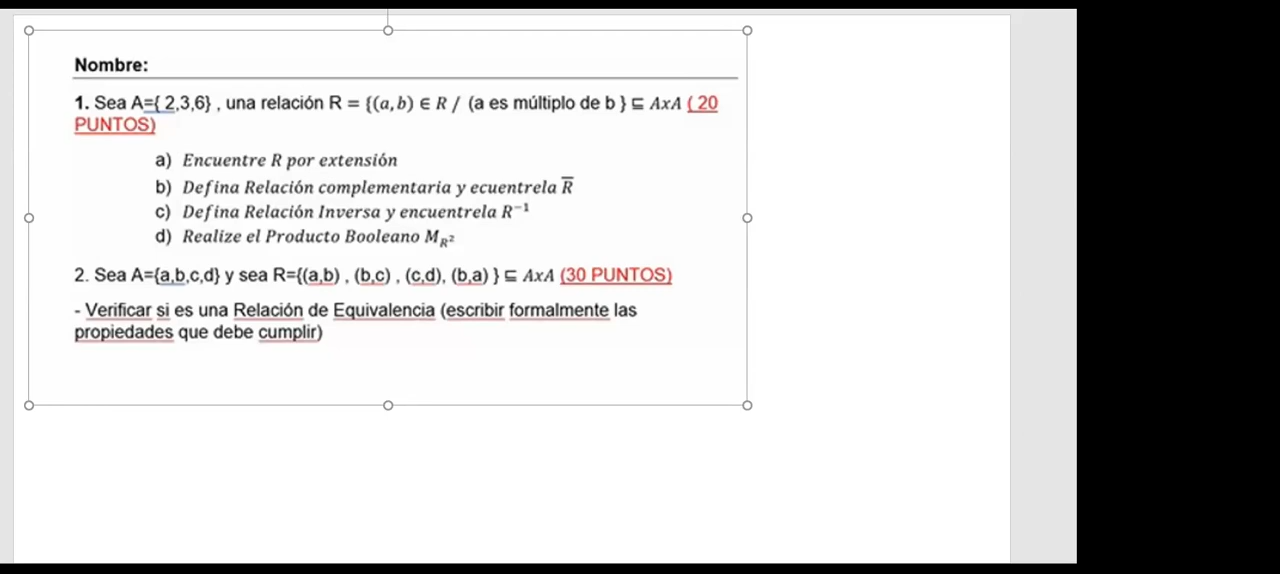 Nombre:
1. Sea A={ 2,3,6} , una relación R = {(a, b) ∈ R / (a es múltiplo de b } ⊆ AxA ( 20
PUNTOS)
a) Encuentre R por extensión
b) Defina Relación complementaria y ecuentrela R̅
c) Defina Relación Inversa y encuentrela R⁻¹
d) Realize el Producto Booleano M_R²
2. Sea A={a,b,c,d} y sea R={(a,b) , (b,c) , (c,d), (b,a) } ⊆ AxA (30 PUNTOS)
- Verificar si es una Relación de Equivalencia (escribir formalmente las
propiedades que debe cumplir)